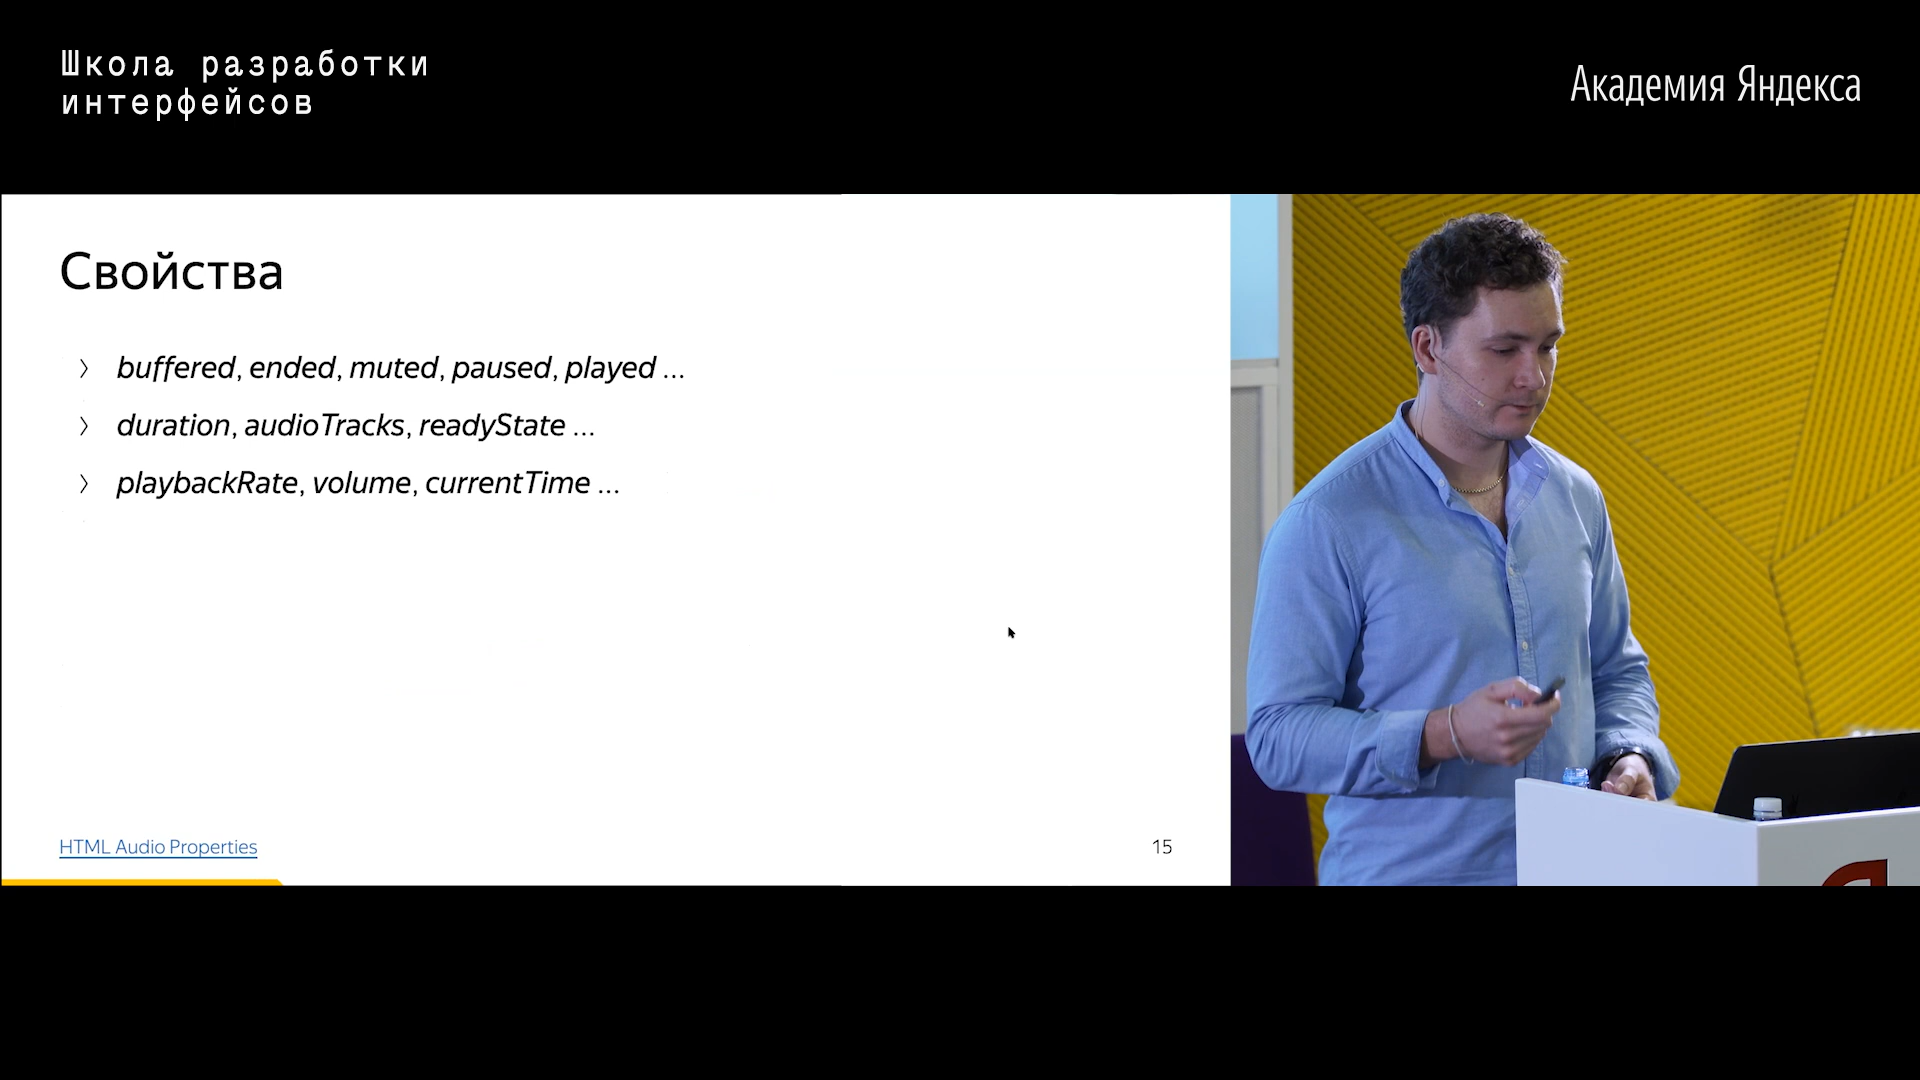 Школа разработки
интерфейсов
Академия Яндекса
Свойства
buffered, ended, muted, paused, played ...
duration, audioTracks, readyState ...
playbackRate, volume, currentTime ...
HTML Audio Properties
15